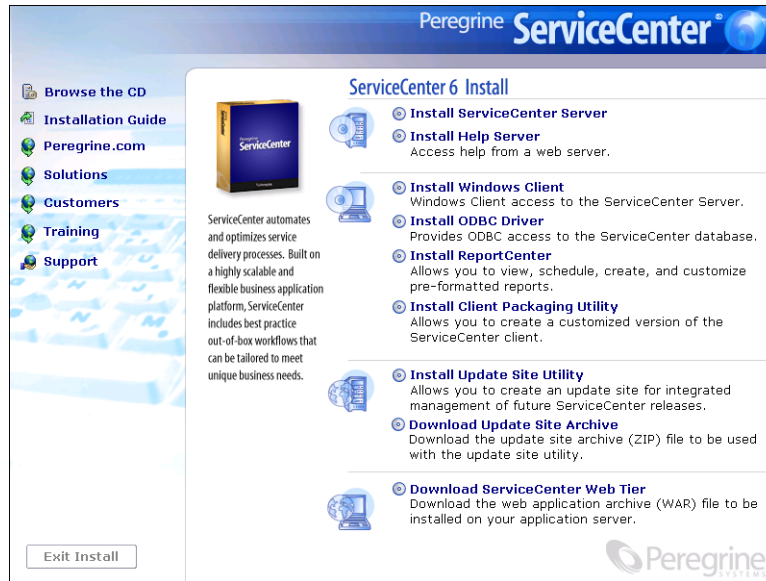 Peregrine ServiceCenter®
Browse the CD
Installation Guide
Peregrine.com
Solutions
Customers
Training
Support
Exit Install
Peregrine
ServiceCenter
ServiceCenter automates
and optimizes service
delivery processes. Built on
a highly scalable and
flexible business application
platform, ServiceCenter
includes best practice
out-of-box workflows that
can be tailored to meet
unique business needs.
ServiceCenter 6 Install
Install ServiceCenter Server
Install Help Server
Access help from a web server.
Install Windows Client
Windows Client access to the ServiceCenter Server.
Install ODBC Driver
Provides ODBC access to the ServiceCenter database.
Install ReportCenter
Allows you to view, schedule, create, and customize
pre-formatted reports.
Install Client Packaging Utility
Allows you to create a customized version of the
ServiceCenter client.
Install Update Site Utility
Allows you to create an update site for integrated
management of future ServiceCenter releases.
Download Update Site Archive
Download the update site archive (ZIP) file to be used
with the update site utility.
Download ServiceCenter Web Tier
Download the web application archive (WAR) file to be
installed on your application server.
Peregrine
SYSTEMS